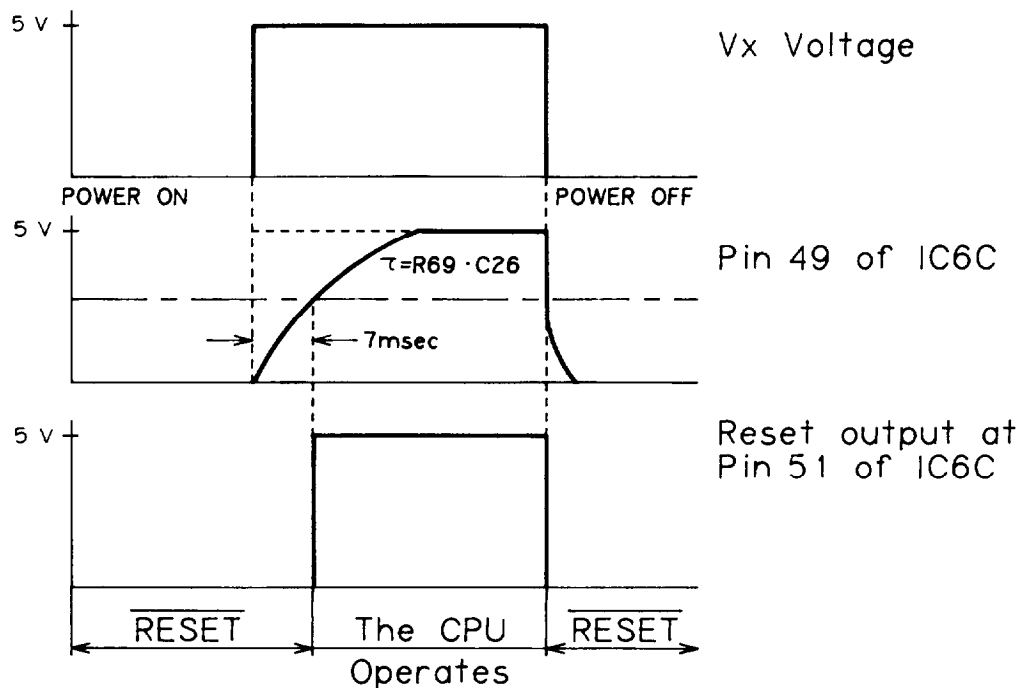 5 V
Vx Voltage
POWER ON
POWER OFF
5 V
τ=R69·C26
Pin 49 of IC6C
7msec
5 V
Reset output at
Pin 51 of IC6C
RESET
The CPU
Operates
RESET